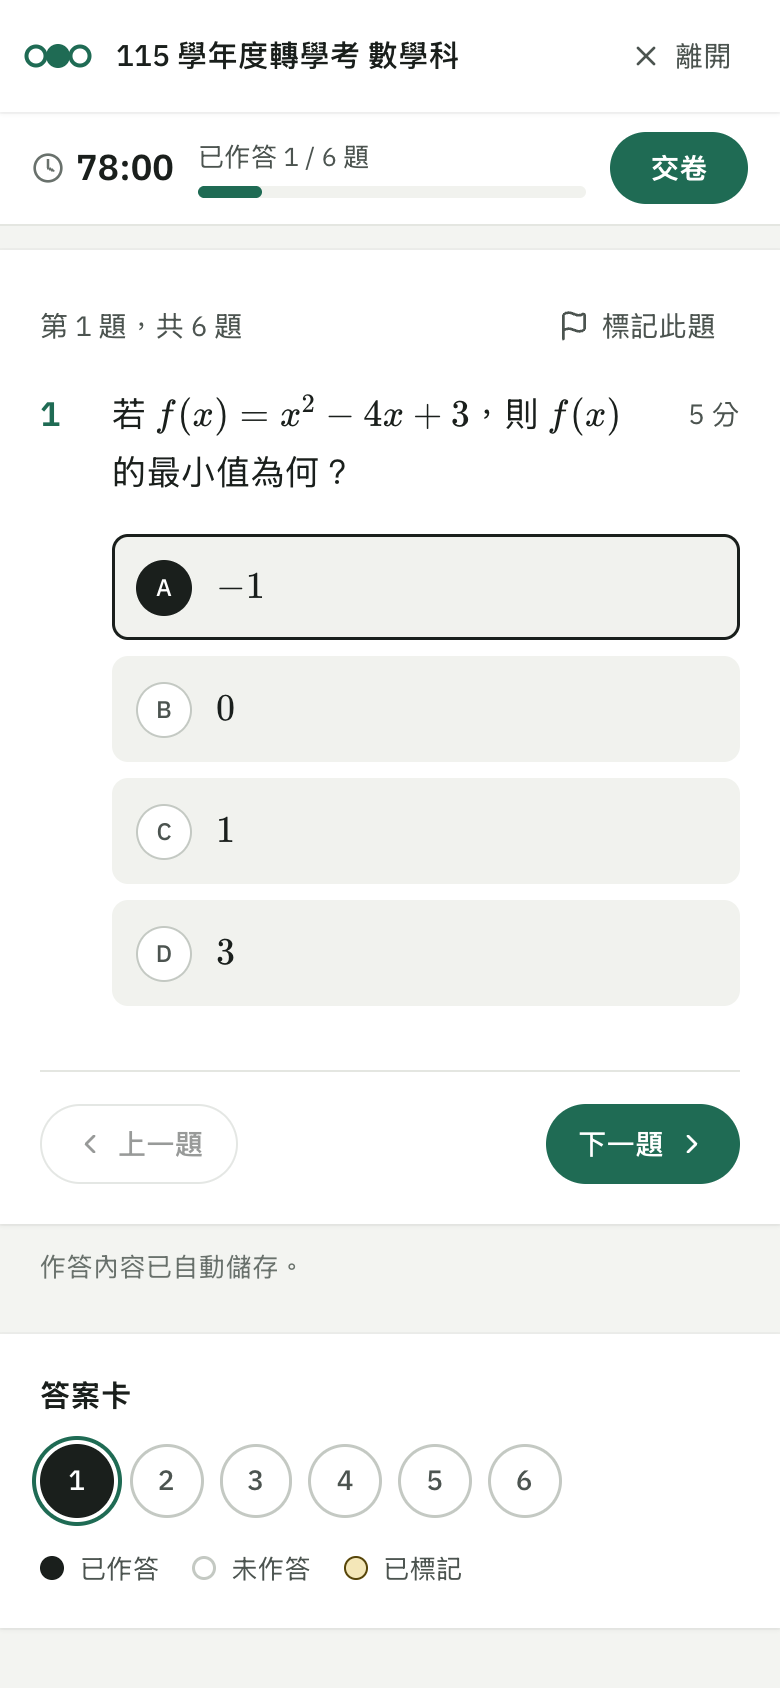 115 學年度轉學考 數學科
離開
78:00
已作答 1 / 6 題
交卷
第 1 題，共 6 題
標記此題
1
若 f(x) = x² − 4x + 3，則 f(x)
5 分
的最小值為何？
A −1
B 0
C 1
D 3
上一題
下一題
作答內容已自動儲存。
答案卡
1 2 3 4 5 6
已作答 未作答 已標記